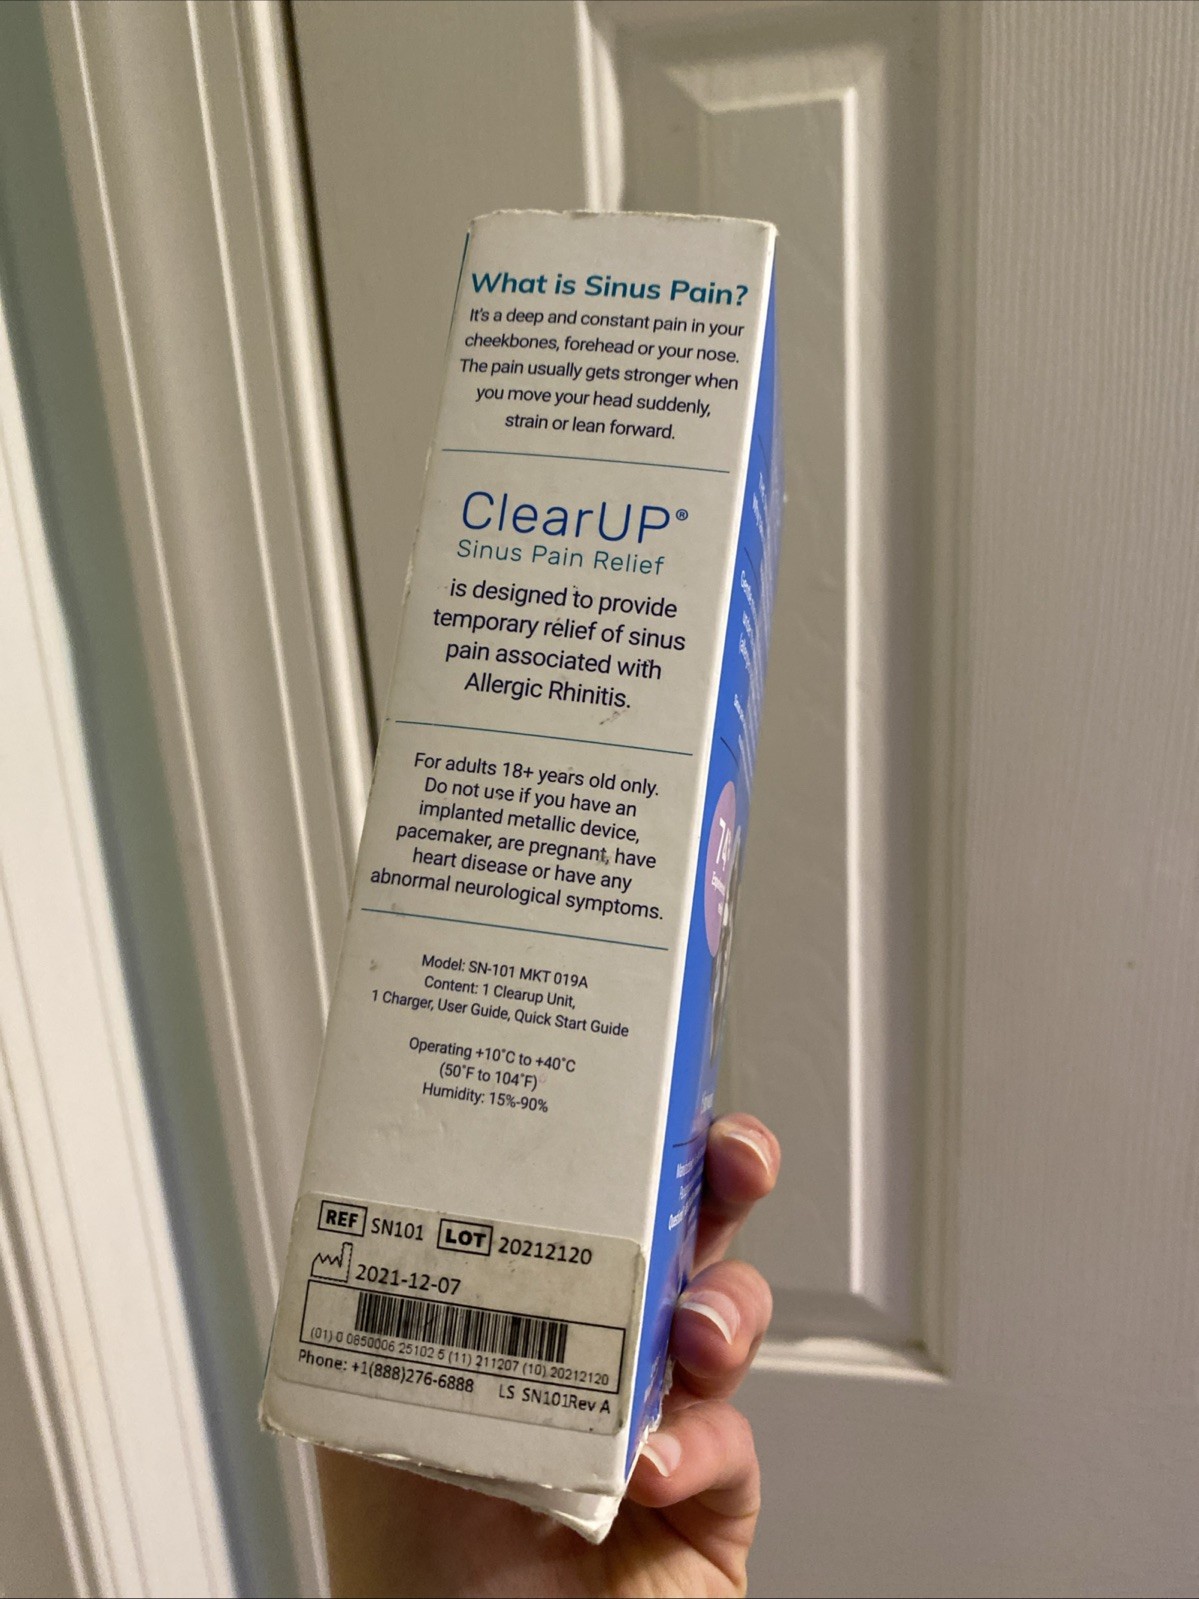 What is Sinus Pain?
It's a deep and constant pain in your
cheekbones, forehead or your nose.
The pain usually gets stronger when
you move your head suddenly,
strain or lean forward.
ClearUP®
Sinus Pain Relief
is designed to provide
temporary relief of sinus
pain associated with
Allergic Rhinitis.
For adults 18+ years old only.
Do not use if you have an
implanted metallic device,
pacemaker, are pregnant, have
heart disease or have any
abnormal neurological symptoms.
Model: SN-101 MKT 019A
Content: 1 Clearup Unit,
1 Charger, User Guide, Quick Start Guide
Operating +10°C to +40°C
(50°F to 104°F)
Humidity: 15%-90%
REF SN101 LOT 20212120
2021-12-07
(01) 0 0850006 25102 5 (11) 211207 (10) 20212120
Phone: +1(888)276-6888 LS SN101Rev A